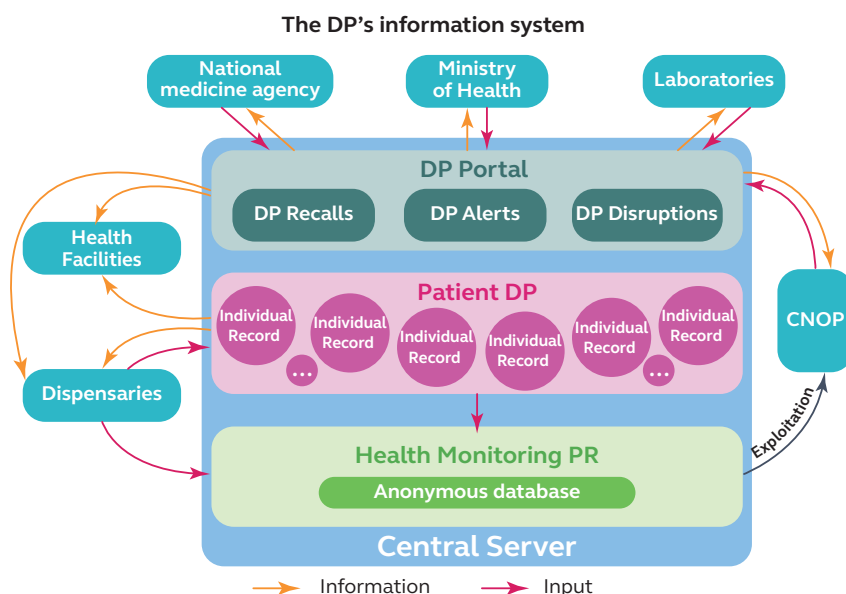 The DP’s information system
National
medicine agency
Ministry
of Health
Laboratories
DP Portal
DP Recalls
DP Alerts
DP Disruptions
Health
Facilities
Patient DP
Individual
Record
Individual
Record
Individual
Record
Individual
Record
Individual
Record
Individual
Record
...
...
CNOP
Dispensaries
Exploitation
Health Monitoring PR
Anonymous database
Central Server
Information
Input